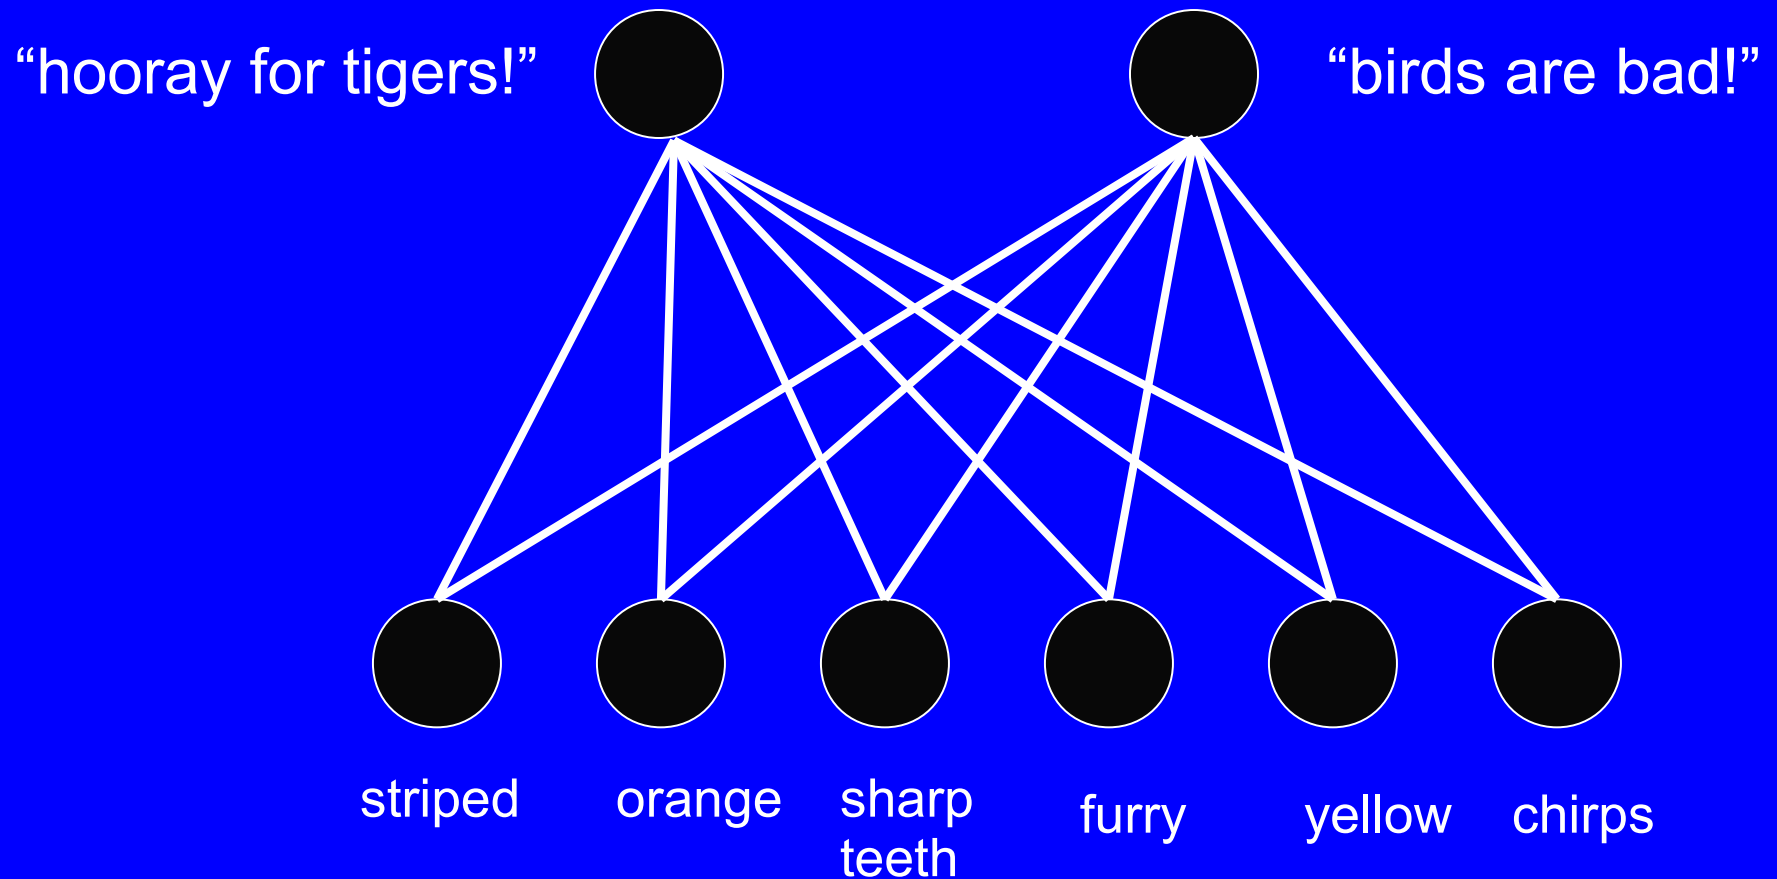 “hooray for tigers!”
“birds are bad!”
striped
orange
sharp
teeth
furry
yellow
chirps